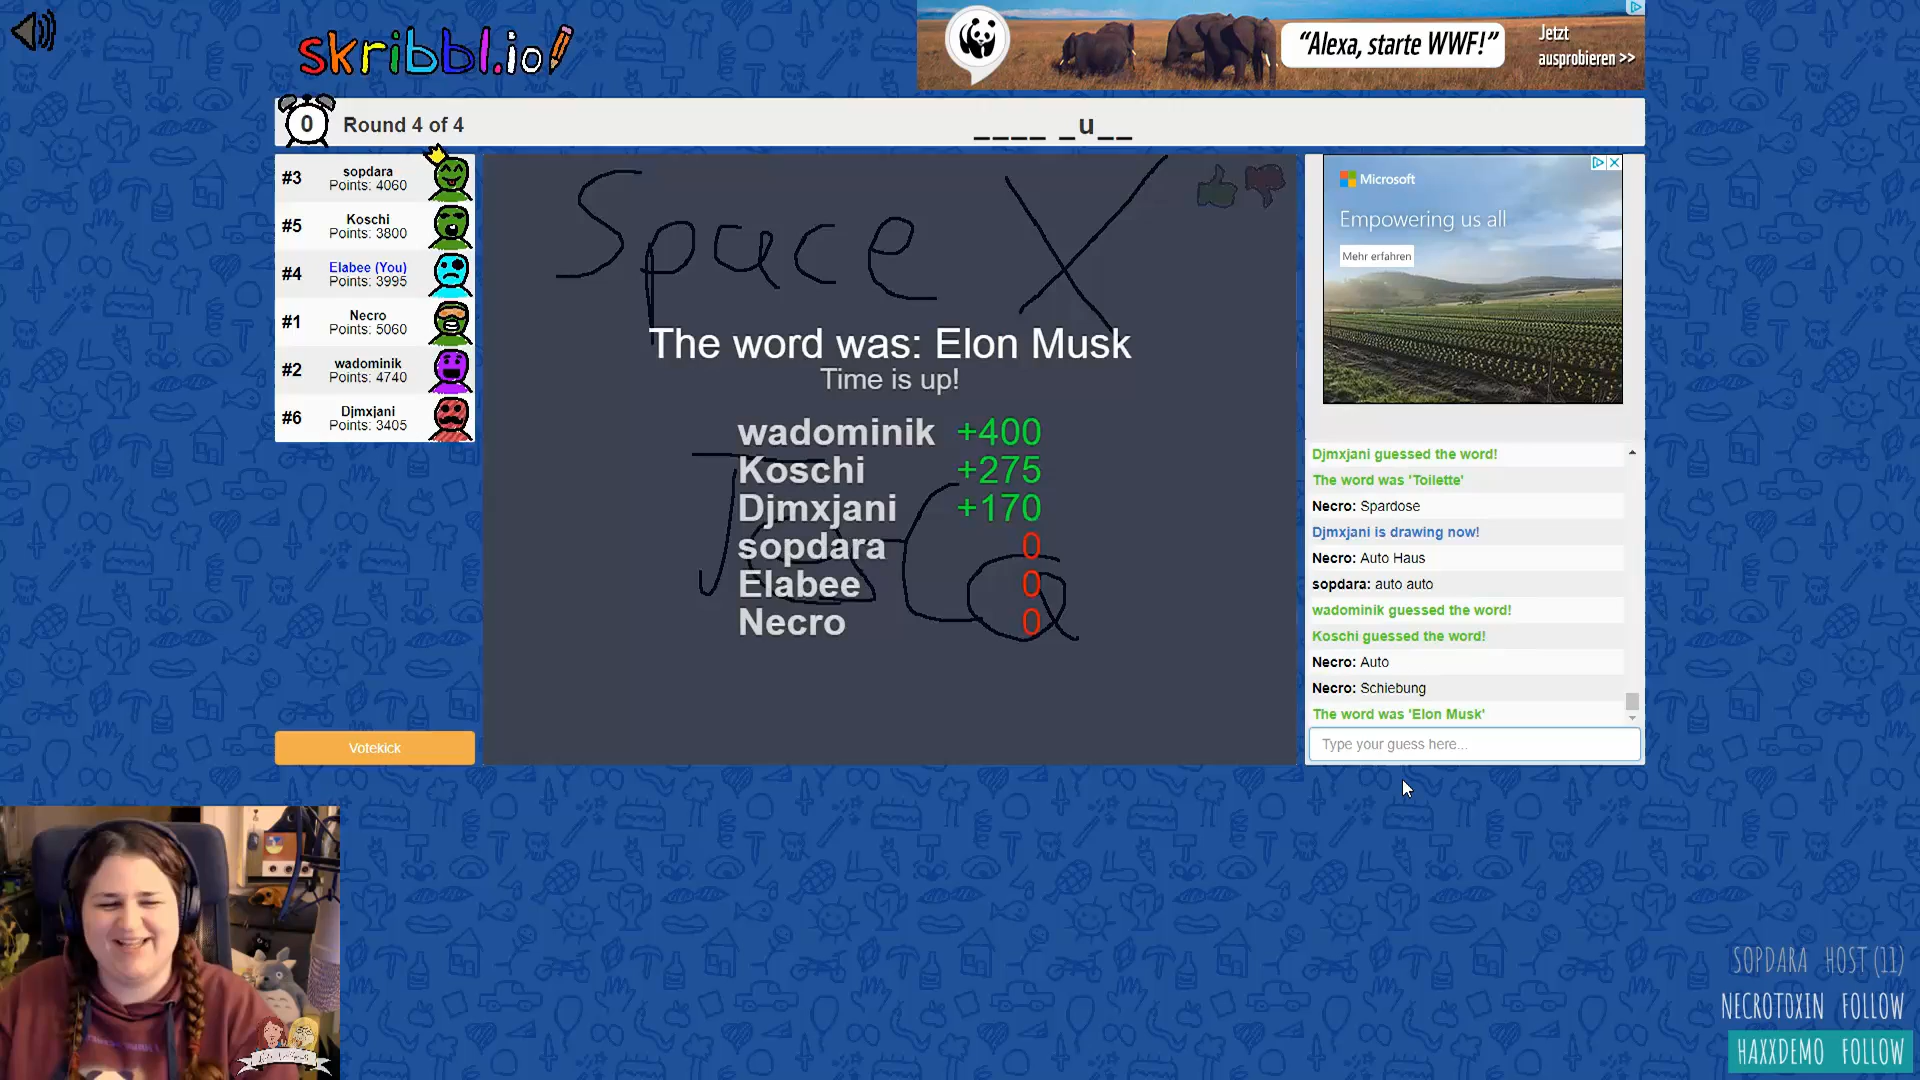 skribbl.io
"Alexa, starte WWF!"
Jetzt
ausprobieren >>
0
Round 4 of 4
____ _u__
#3
sopdara
Points: 4060
#5
Koschi
Points: 3800
#4
Elabee (You)
Points: 3995
#1
Necro
Points: 5060
#2
wadominik
Points: 4740
#6
Djmxjani
Points: 3405
Votekick
Space X
The word was: Elon Musk
Time is up!
wadominik +400
Koschi +275
Djmxjani +170
sopdara 0
Elabee 0
Necro 0
Microsoft
Empowering us all
Mehr erfahren
Djmxjani guessed the word!
The word was 'Toilette'
Necro: Spardose
Djmxjani is drawing now!
Necro: Auto Haus
sopdara: auto auto
wadominik guessed the word!
Koschi guessed the word!
Necro: Auto
Necro: Schiebung
The word was 'Elon Musk'
Type your guess here...
SOPDARA HOST (11)
NECROTOXIN FOLLOW
HAXXDEMO FOLLOW